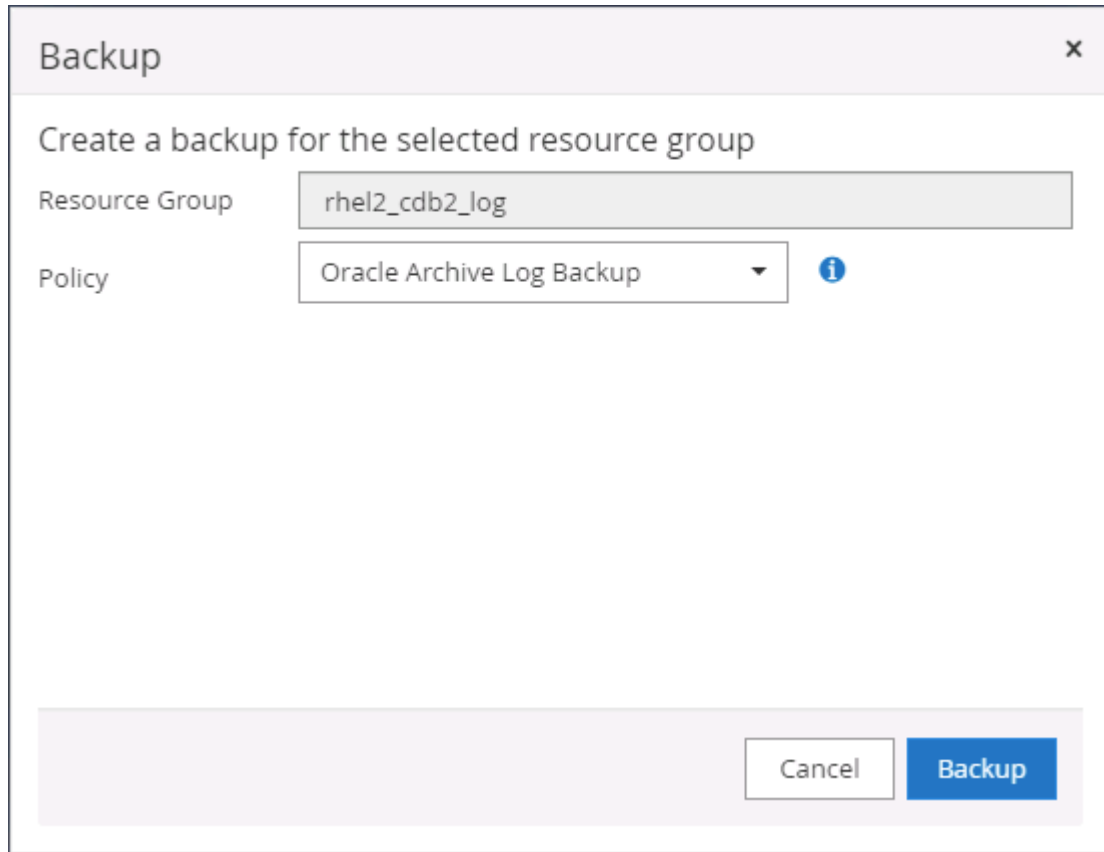 Backup
Create a backup for the selected resource group
Resource Group rhel2_cdb2_log
Policy Oracle Archive Log Backup
Cancel Backup